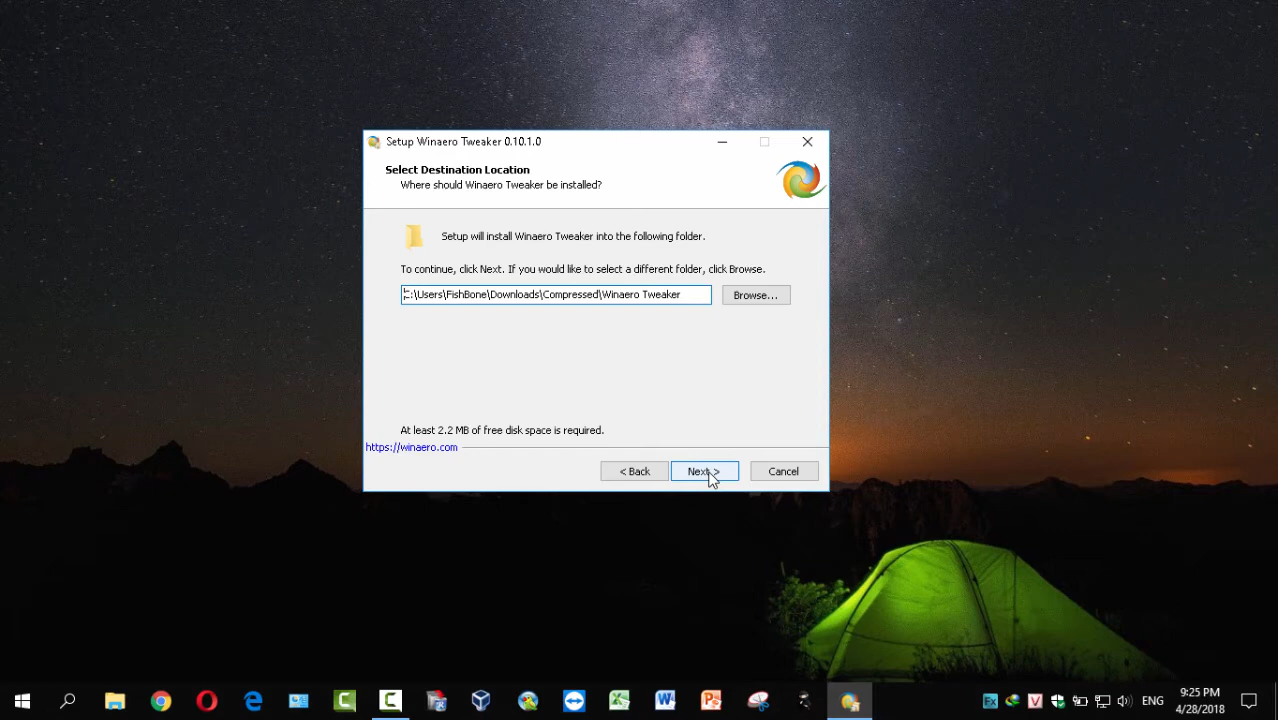 Setup Winaero Tweaker 0.10.1.0
Select Destination Location
Where should Winaero Tweaker be installed?
Setup will install Winaero Tweaker into the following folder.
To continue, click Next. If you would like to select a different folder, click Browse.
C:\Users\FishBone\Downloads\Compressed\Winaero Tweaker
Browse...
At least 2.2 MB of free disk space is required.
https://winaero.com
< Back
Next >
Cancel
Fx
V
ENG
9:25 PM
4/28/2018